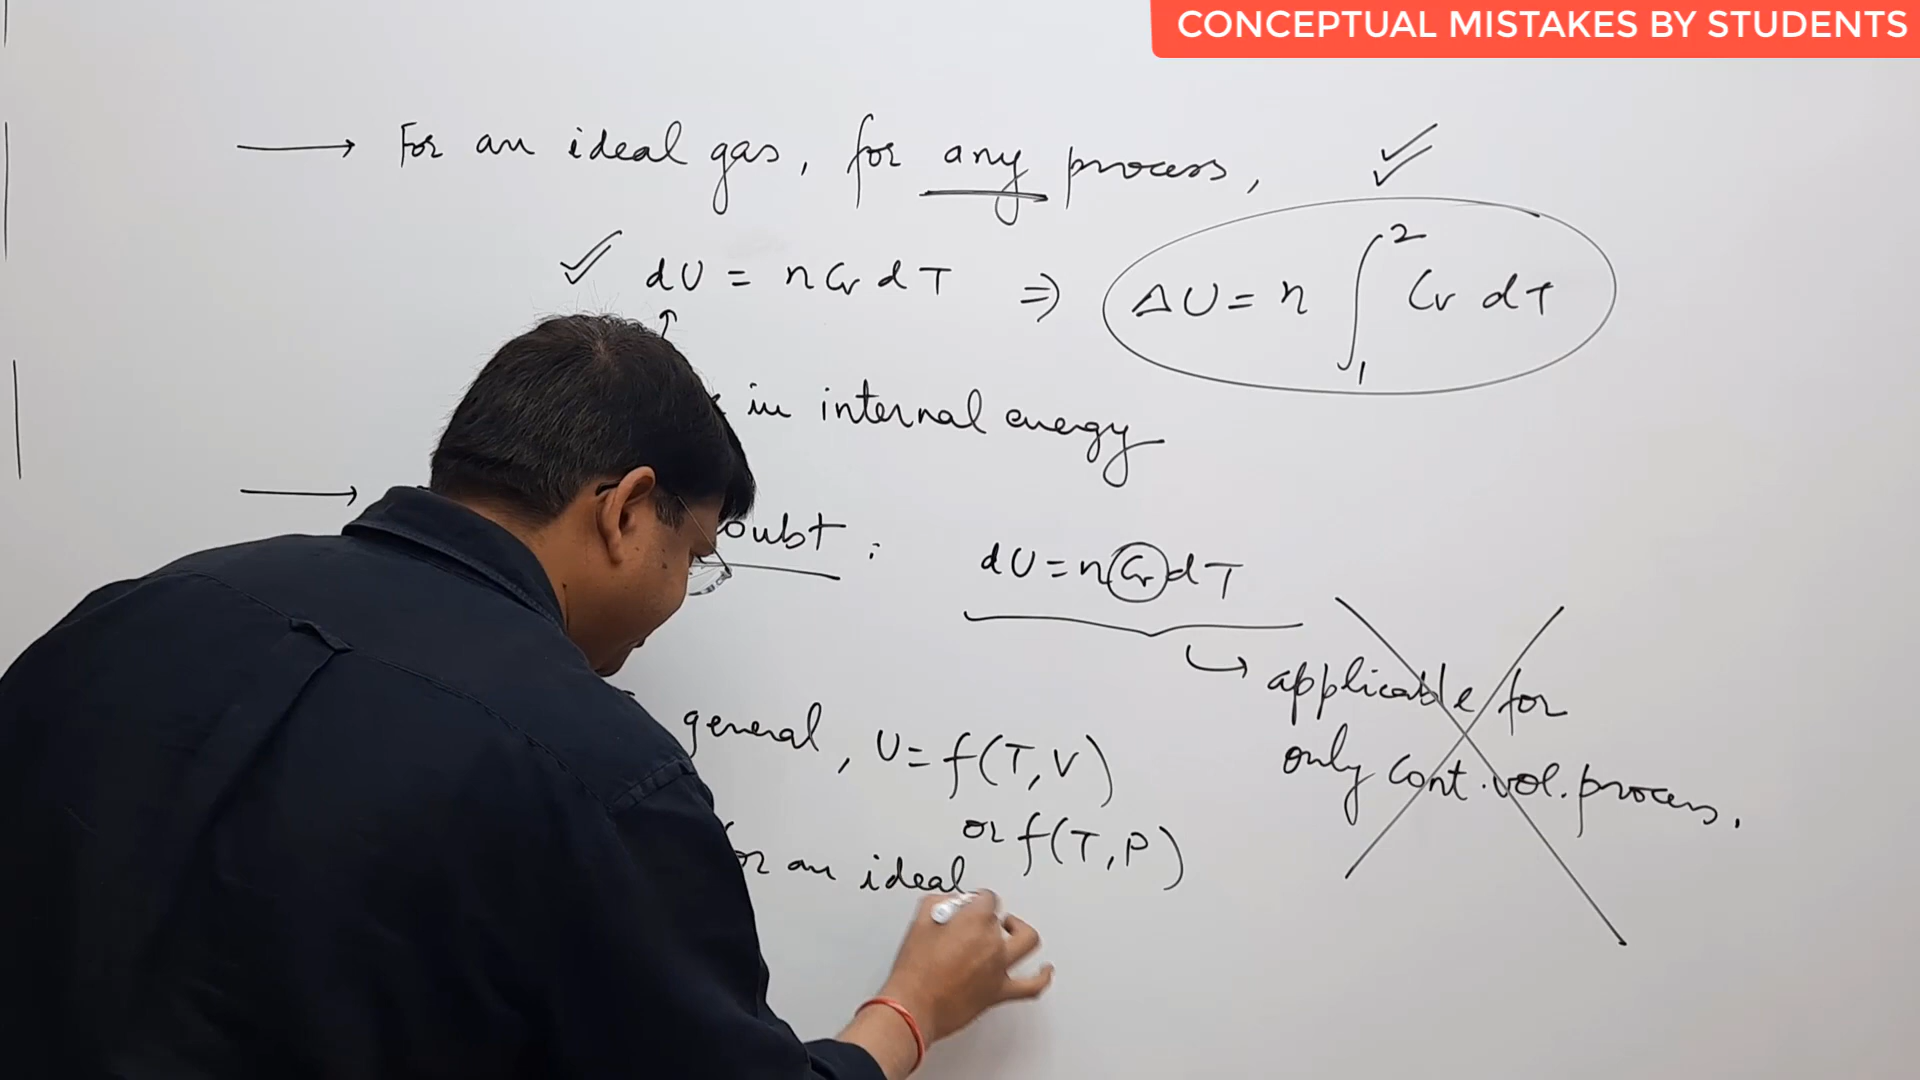 CONCEPTUAL MISTAKES BY STUDENTS
For an ideal gas, for any process,
dU = nCv dT ⇒ ΔU = n ∫₁² Cv dT
in internal energy
oubt : dU = nCv dT
applicable for
only cont. vol. process.
general, U = f(T, V)
or f(T, P)
an ideal